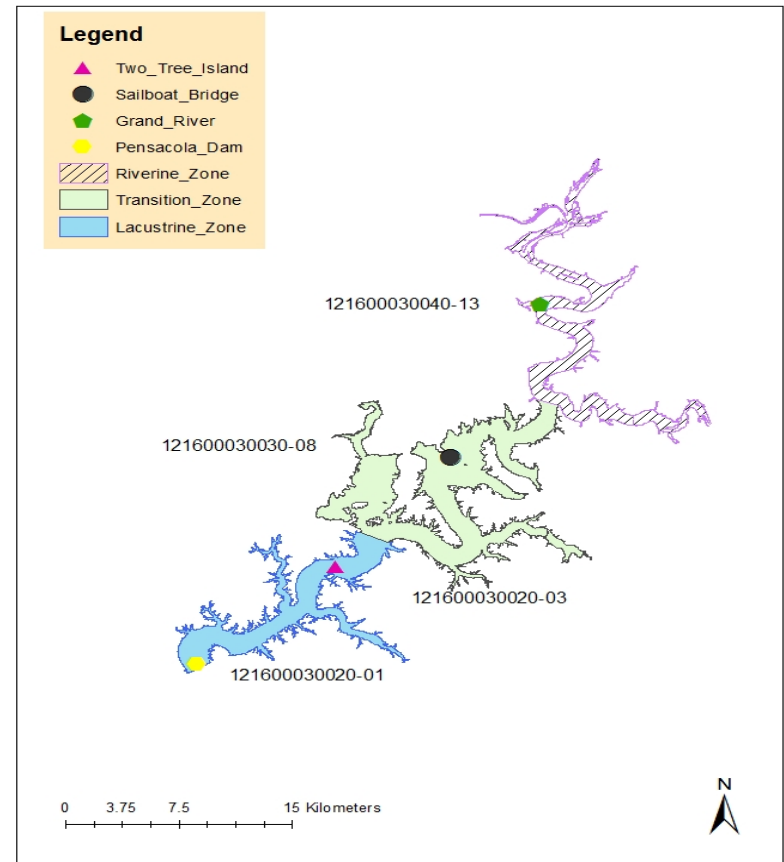 Legend
Two_Tree_Island
Sailboat_Bridge
Grand_River
Pensacola_Dam
Riverine_Zone
Transition_Zone
Lacustrine_Zone
121600030040-13
121600030030-08
121600030020-03
121600030020-01
0 3.75 7.5 15 Kilometers
N